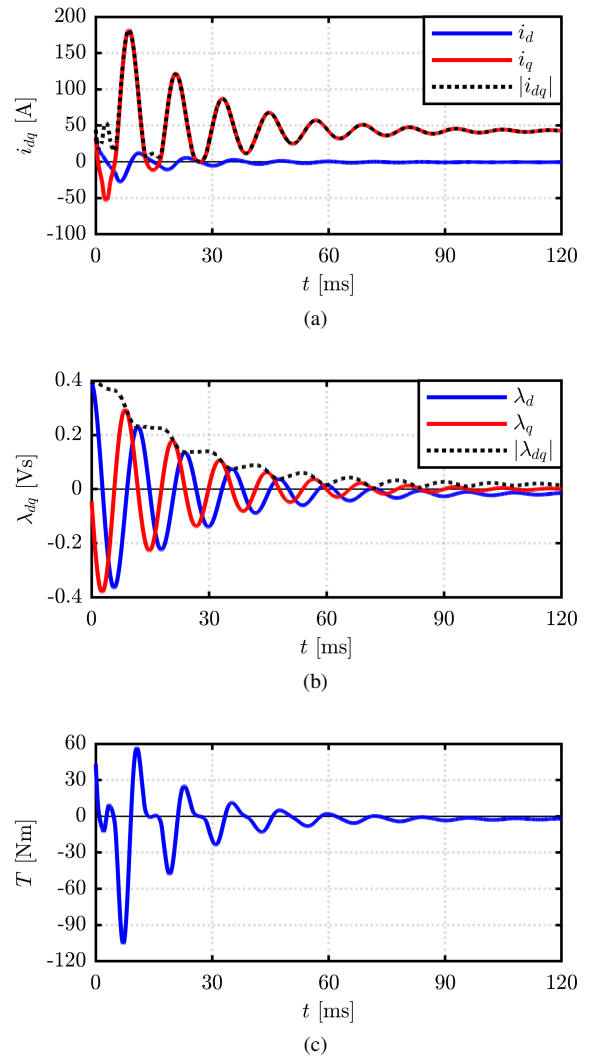 200
150
100
50
0
-50
-100
i_dq [A]
i_d
i_q
|i_dq|
0 30 60 90 120
t [ms]
(a)
0.4
0.2
0
-0.2
-0.4
λ_dq [Vs]
λ_d
λ_q
|λ_dq|
0 30 60 90 120
t [ms]
(b)
60
30
0
-30
-60
-90
-120
T [Nm]
0 30 60 90 120
t [ms]
(c)